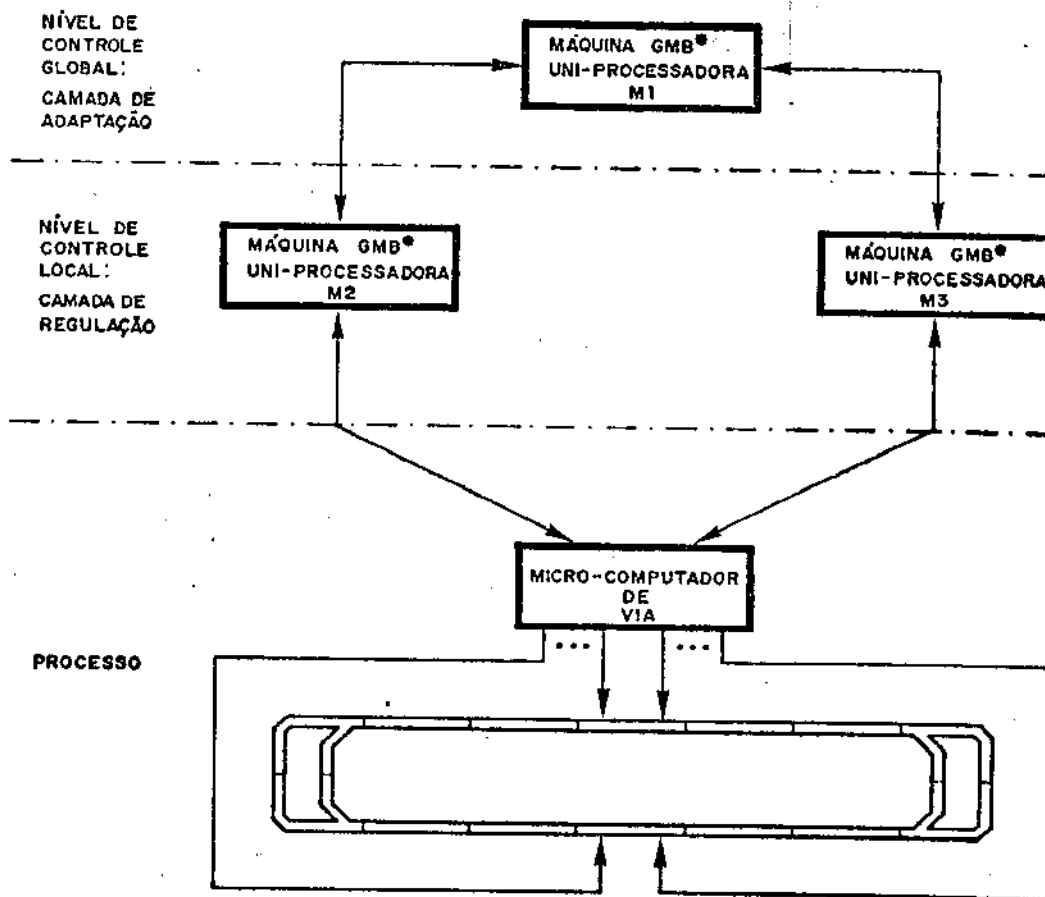 NÍVEL DE
CONTROLE
GLOBAL:
CAMADA DE
ADAPTAÇÃO
MÁQUINA GMB*
UNI-PROCESSADORA
M1
NÍVEL DE
CONTROLE
LOCAL:
CAMADA DE
REGULAÇÃO
MÁQUINA GMB*
UNI-PROCESSADORA
M2
MÁQUINA GMB*
UNI-PROCESSADORA
M3
MICRO-COMPUTADOR
DE
VIA
... ...
PROCESSO